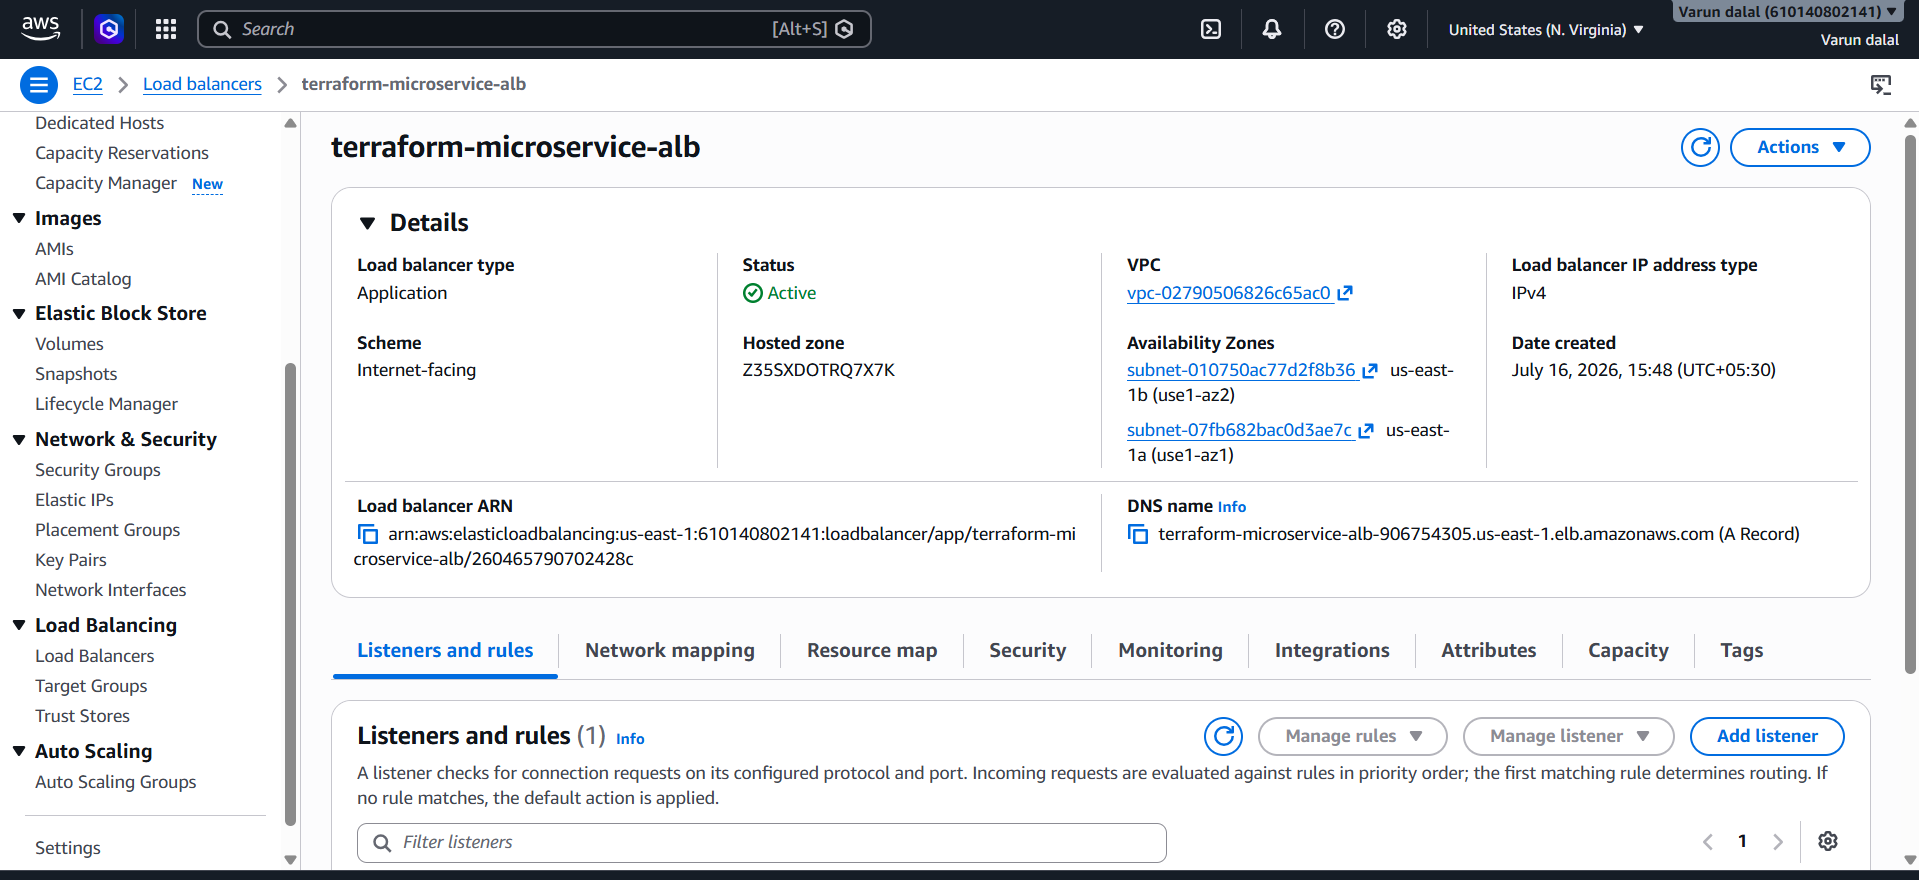 aws
Search
[Alt+S]
United States (N. Virginia)
Varun dalal (610140802141)
Varun dalal
EC2
Load balancers
terraform-microservice-alb
Dedicated Hosts
Capacity Reservations
Capacity Manager New
Images
AMIs
AMI Catalog
Elastic Block Store
Volumes
Snapshots
Lifecycle Manager
Network & Security
Security Groups
Elastic IPs
Placement Groups
Key Pairs
Network Interfaces
Load Balancing
Load Balancers
Target Groups
Trust Stores
Auto Scaling
Auto Scaling Groups
Settings
terraform-microservice-alb
Actions
Details
Load balancer type
Application
Scheme
Internet-facing
Status
Active
Hosted zone
Z35SXDOTRQ7X7K
VPC
vpc-02790506826c65ac0
Availability Zones
subnet-010750ac77d2f8b36 us-east-
1b (use1-az2)
subnet-07fb682bac0d3ae7c us-east-
1a (use1-az1)
Load balancer IP address type
IPv4
Date created
July 16, 2026, 15:48 (UTC+05:30)
Load balancer ARN
arn:aws:elasticloadbalancing:us-east-1:610140802141:loadbalancer/app/terraform-mi
croservice-alb/260465790702428c
DNS name Info
terraform-microservice-alb-906754305.us-east-1.elb.amazonaws.com (A Record)
Listeners and rules
Network mapping
Resource map
Security
Monitoring
Integrations
Attributes
Capacity
Tags
Listeners and rules (1) Info
Manage rules
Manage listener
Add listener
A listener checks for connection requests on its configured protocol and port. Incoming requests are evaluated against rules in priority order; the first matching rule determines routing. If
no rule matches, the default action is applied.
Filter listeners
1